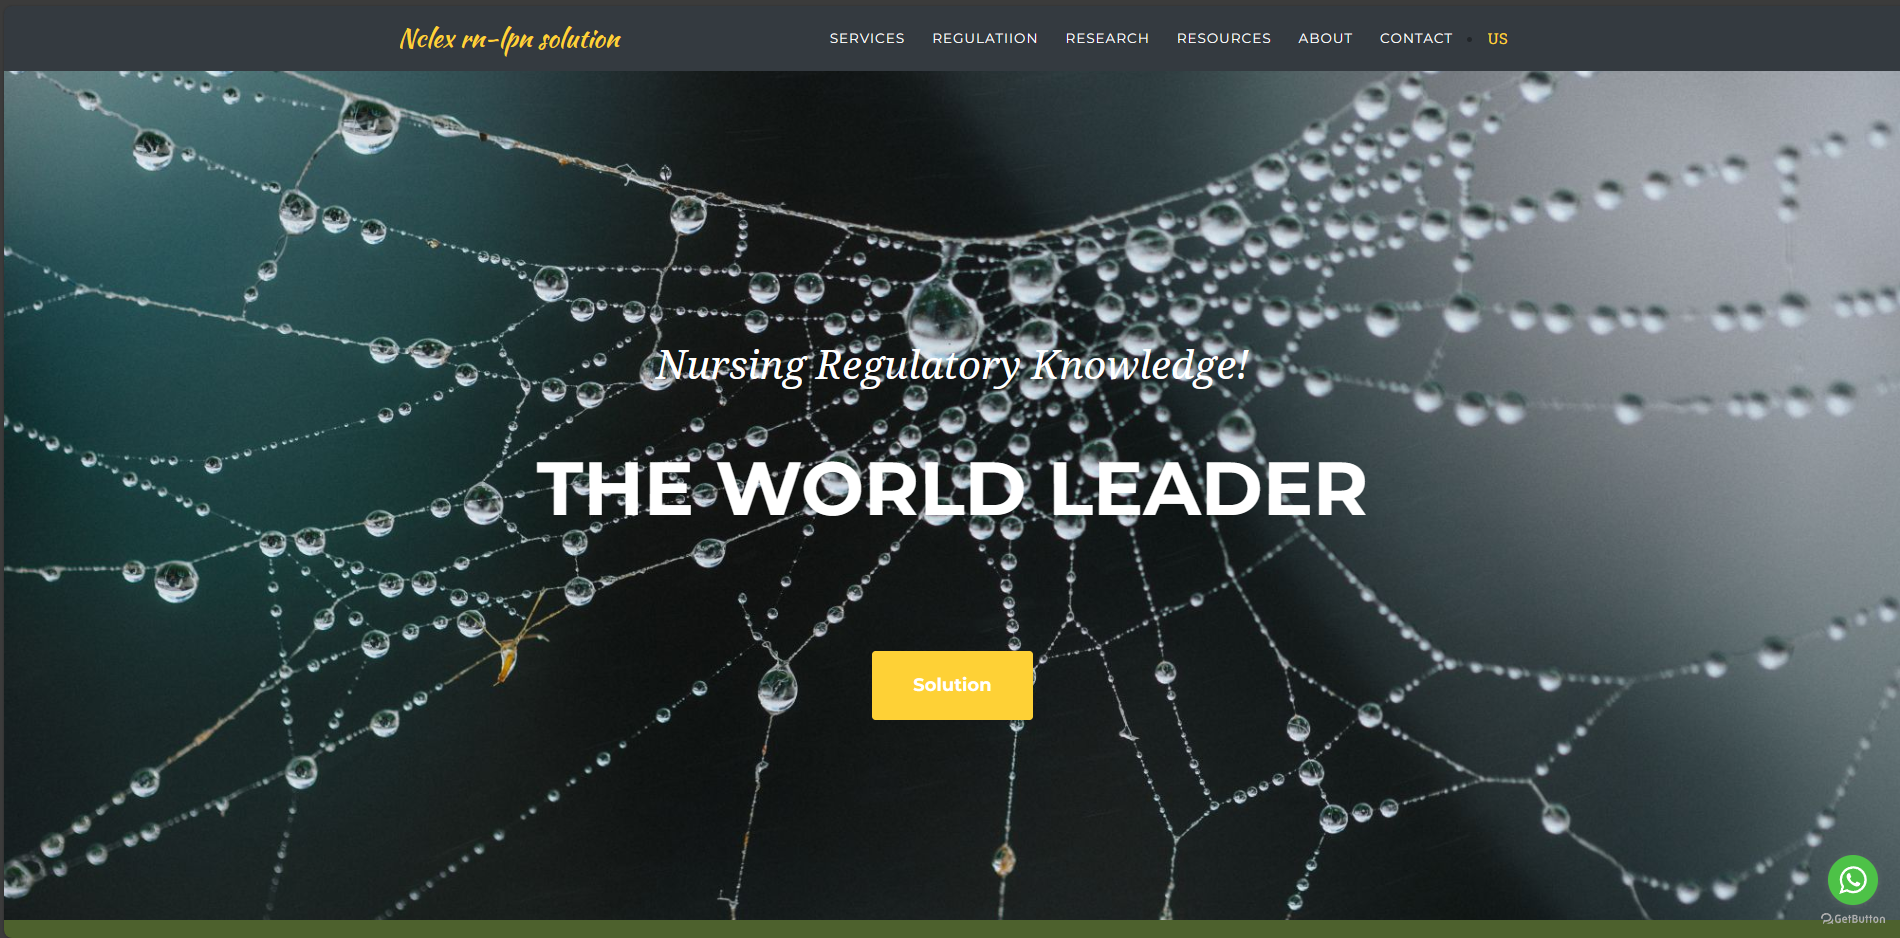 Nclex rn-lpn solution
SERVICES REGULATIION RESEARCH RESOURCES ABOUT CONTACT US
Nursing Regulatory Knowledge!
THE WORLD LEADER
Solution
GetButton